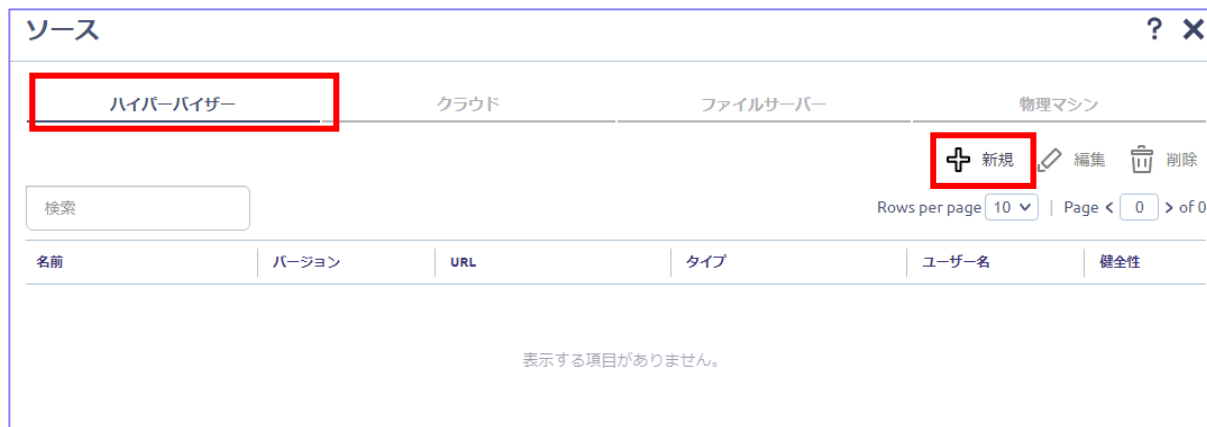 ソース ?
ハイパーバイザー クラウド ファイルサーバー 物理マシン
新規 編集 削除
検索 Rows per page 10 | Page < 0 > of 0
名前 バージョン URL タイプ ユーザー名 健全性
表示する項目がありません。